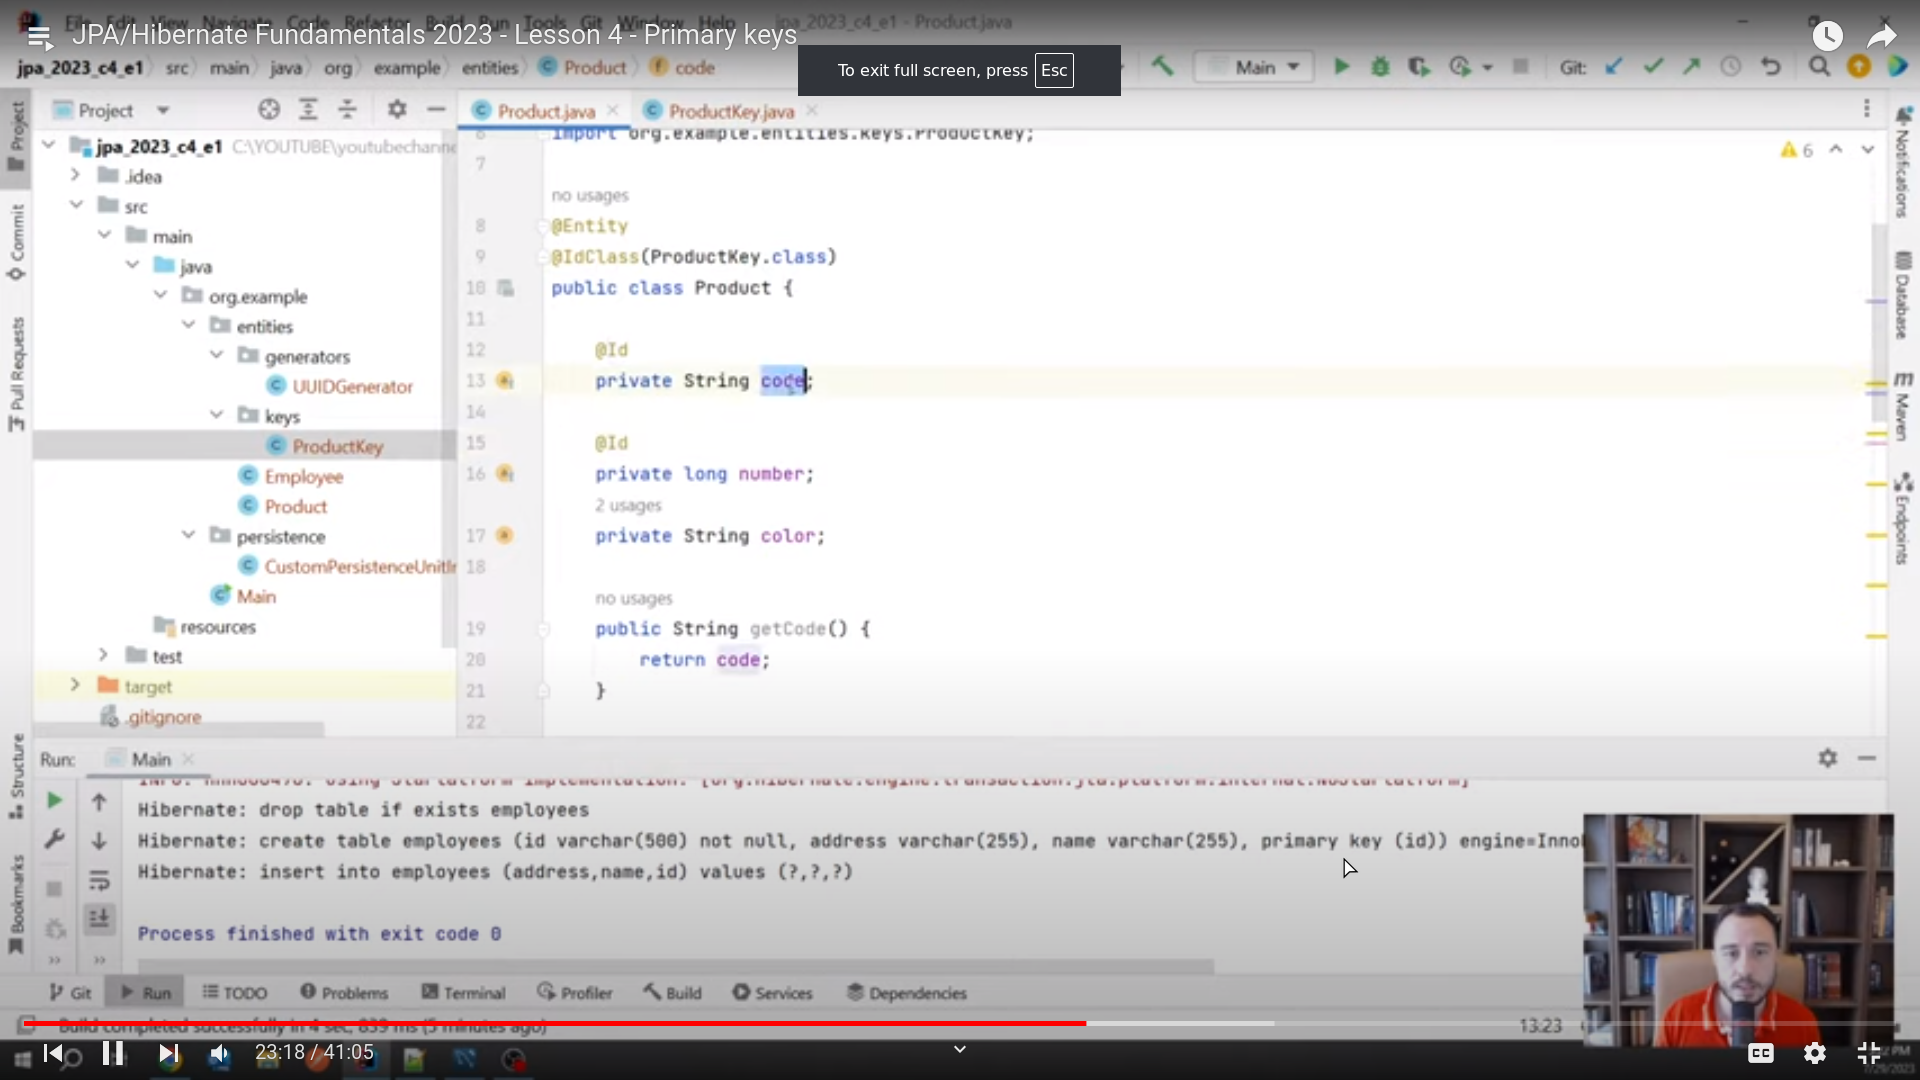 File Edit View Navigate Code Refactor Build Run Tools Git Window Help jpa_2023_c4_e1 - Product.java
JPA/Hibernate Fundamentals 2023 - Lesson 4 - Primary keys
To exit full screen, press Esc
jpa_2023_c4_e1 src main java org example entities Product code
Main
Git:
Project
Product.java
ProductKey.java
Project
Commit
Pull Requests
Structure
Bookmarks
jpa_2023_c4_e1 C:\YOUTUBE\youtubechanne
.idea
src
main
java
org.example
entities
generators
UUIDGenerator
keys
ProductKey
Employee
Product
persistence
CustomPersistenceUnitIn
Main
resources
test
target
.gitignore
6 import org.example.entities.keys.ProductKey;
7
no usages
8 @Entity
9 @IdClass(ProductKey.class)
10 public class Product {
11
12 @Id
13 private String code;
14
15 @Id
16 private long number;
2 usages
17 private String color;
18
no usages
19 public String getCode() {
20 return code;
21 }
22
6
Notifications
Database
Maven
Endpoints
Run: Main
Hibernate: drop table if exists employees
Hibernate: create table employees (id varchar(500) not null, address varchar(255), name varchar(255), primary key (id)) engine=Inno
Hibernate: insert into employees (address,name,id) values (?,?,?)
Process finished with exit code 0
Git Run TODO Problems Terminal Profiler Build Services Dependencies
Build completed successfully in 4 sec, 839 ms (5 minutes ago)
13:23
23:18 / 41:05
CC
PM
7/29/2023